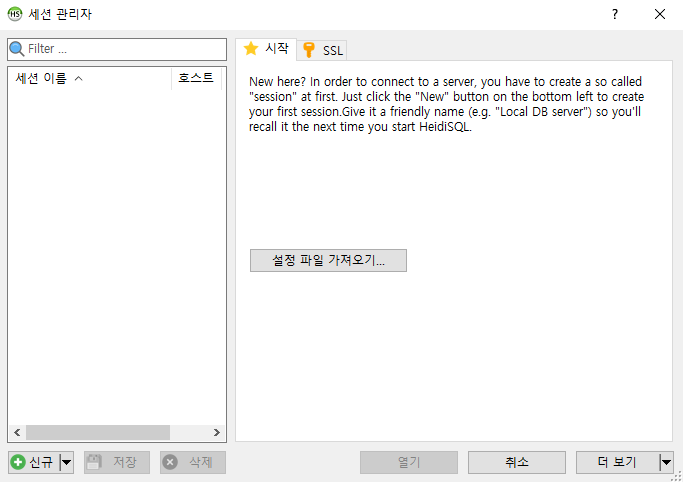 HS 세션 관리자
?
Filter ...
세션 이름 호스트
시작 SSL
New here? In order to connect to a server, you have to create a so called
"session" at first. Just click the "New" button on the bottom left to create
your first session.Give it a friendly name (e.g. "Local DB server") so you'll
recall it the next time you start HeidiSQL.
설정 파일 가져오기...
신규 저장 삭제 열기 취소 더 보기